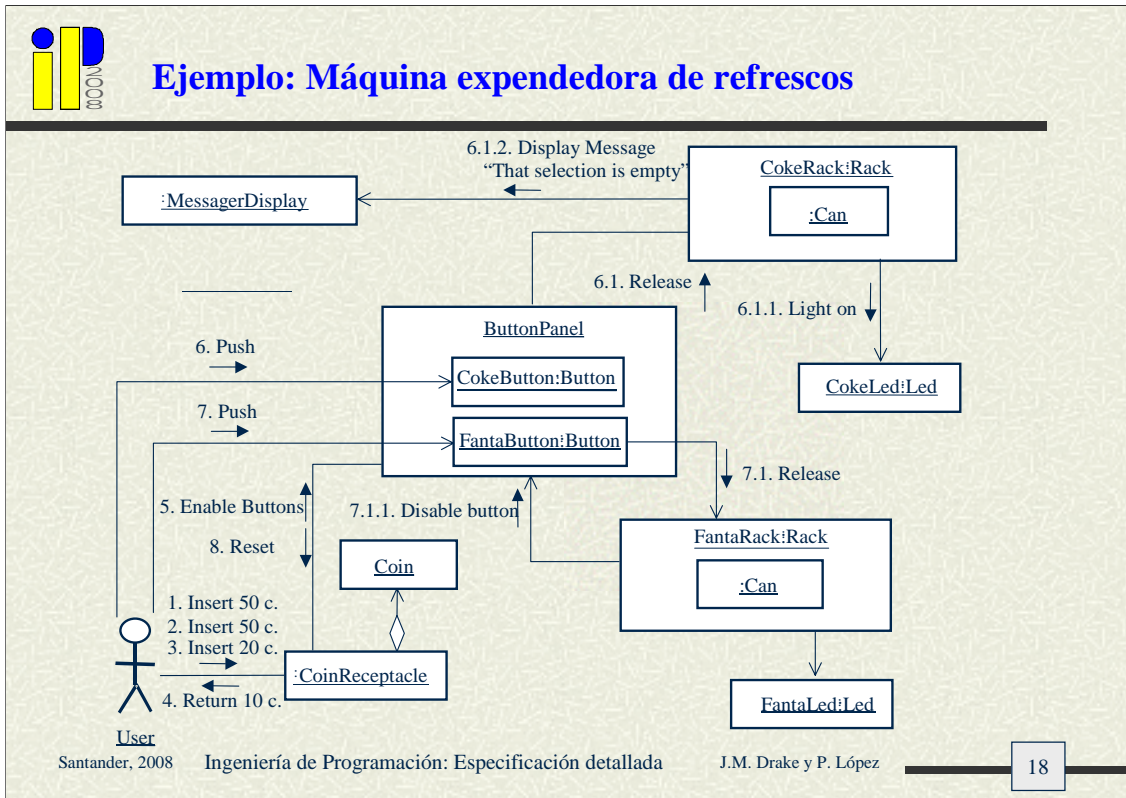 iP
2008
Ejemplo: Máquina expendedora de refrescos
6.1.2. Display Message
“That selection is empty”
CokeRack:Rack
:Can
:MessagerDisplay
6.1. Release
6.1.1. Light on
ButtonPanel
6. Push
CokeButton:Button
CokeLed:Led
7. Push
FantaButton:Button
7.1. Release
5. Enable Buttons
7.1.1. Disable button
8. Reset
FantaRack:Rack
Coin
:Can
1. Insert 50 c.
2. Insert 50 c.
3. Insert 20 c.
:CoinReceptacle
4. Return 10 c.
FantaLed:Led
User
Santander, 2008
Ingeniería de Programación: Especificación detallada
J.M. Drake y P. López
18